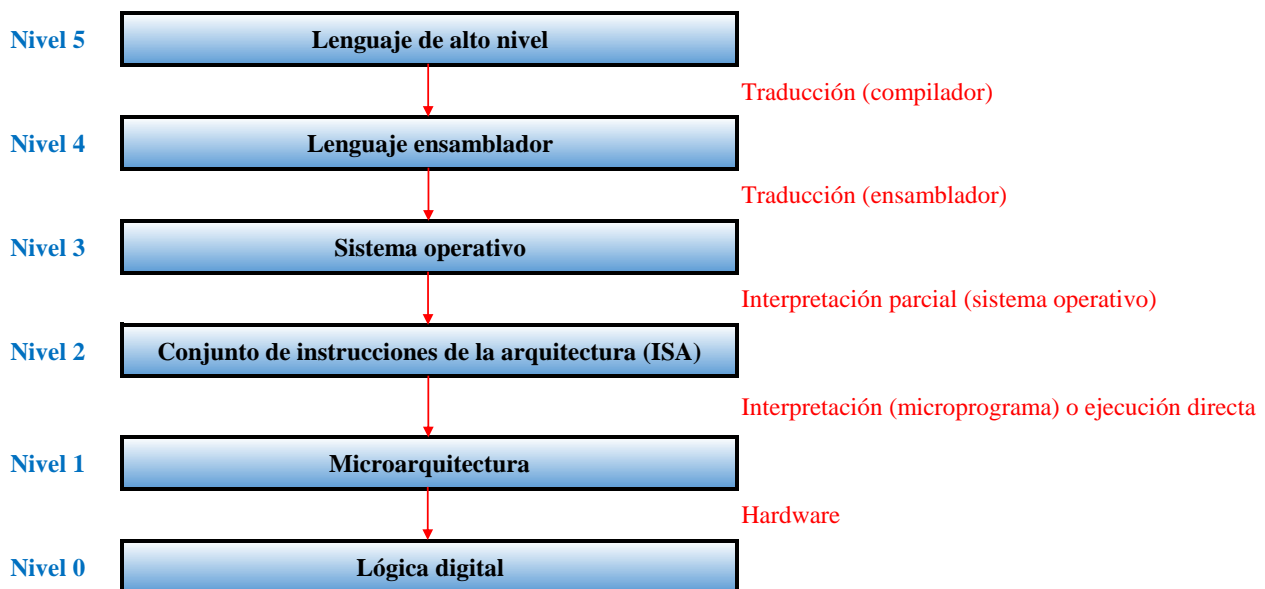 Nivel 5
Lenguaje de alto nivel
Traducción (compilador)
Nivel 4
Lenguaje ensamblador
Traducción (ensamblador)
Nivel 3
Sistema operativo
Interpretación parcial (sistema operativo)
Nivel 2
Conjunto de instrucciones de la arquitectura (ISA)
Interpretación (microprograma) o ejecución directa
Nivel 1
Microarquitectura
Hardware
Nivel 0
Lógica digital